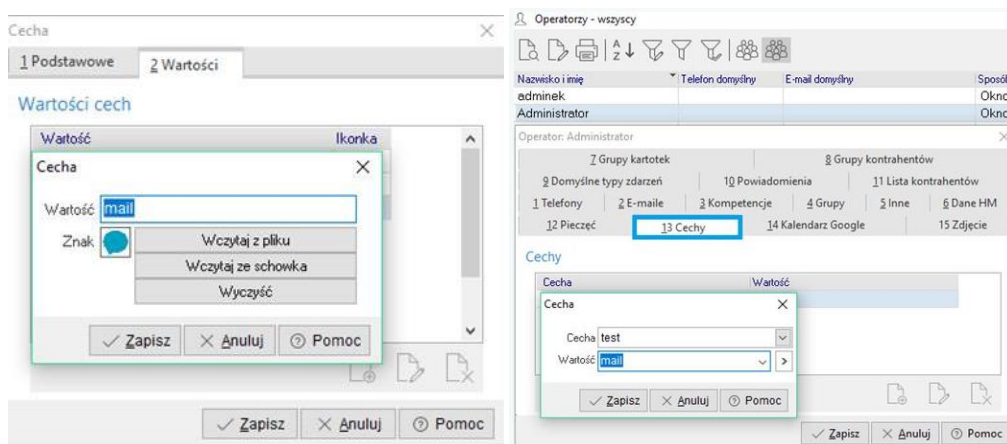 Cecha
1 Podstawowe 2 Wartości
Wartości cech
Wartość Ikonka
Cecha
Wartość mail
Znak Wczytaj z pliku
Wczytaj ze schowka
Wyczyść
Zapisz Anuluj Pomoc
Zapisz Anuluj Pomoc
Operatorzy - wszyscy
Nazwisko i imię Telefon domyślny E-mail domyślny Sposó
adminek Okno
Administrator Okno
Operator: Administrator
7 Grupy kartotek 8 Grupy kontrahentów
9 Domyślne typy zdarzeń 10 Powiadomienia 11 Lista kontrahentów
1 Telefony 2 E-maile 3 Kompetencje 4 Grupy 5 Inne 6 Dane HM
12 Pieczęć 13 Cechy 14 Kalendarz Google 15 Zdjęcie
Cechy
Cecha Wartość
Cecha
Cecha test
Wartość mail
Zapisz Anuluj Pomoc
Zapisz Anuluj Pomoc